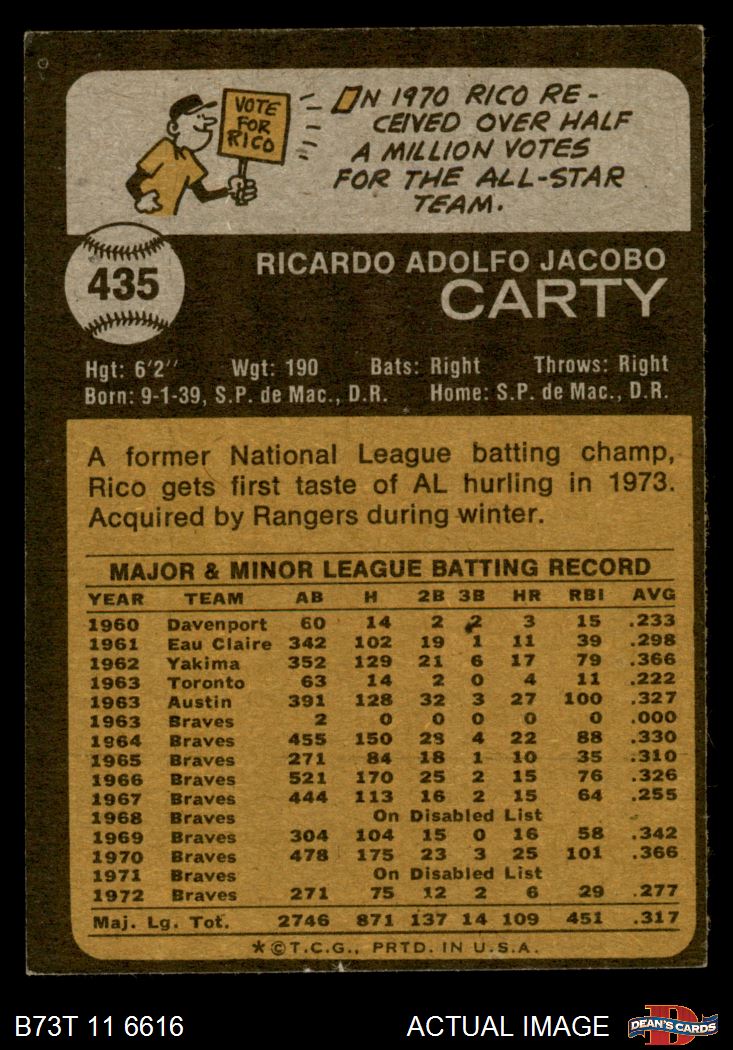 VOTE
FOR
RICO
ON 1970 RICO RE-
CEIVED OVER HALF
A MILLION VOTES
FOR THE ALL-STAR
TEAM.
435
RICARDO ADOLFO JACOBO
CARTY
Hgt: 6'2'' Wgt: 190 Bats: Right Throws: Right
Born: 9-1-39, S.P. de Mac., D.R. Home: S.P. de Mac., D.R.
A former National League batting champ,
Rico gets first taste of AL hurling in 1973.
Acquired by Rangers during winter.
MAJOR & MINOR LEAGUE BATTING RECORD
YEAR TEAM AB H 2B 3B HR RBI AVG
1960 Davenport 60 14 2 2 3 15 .233
1961 Eau Claire 342 102 19 1 11 39 .298
1962 Yakima 352 129 21 6 17 79 .366
1963 Toronto 63 14 2 0 4 11 .222
1963 Austin 391 128 32 3 27 100 .327
1963 Braves 2 0 0 0 0 0 .000
1964 Braves 455 150 28 4 22 88 .330
1965 Braves 271 84 18 1 10 35 .310
1966 Braves 521 170 25 2 15 76 .326
1967 Braves 444 113 16 2 15 64 .255
1968 Braves On Disabled List
1969 Braves 304 104 15 0 16 58 .342
1970 Braves 478 175 23 3 25 101 .366
1971 Braves On Disabled List
1972 Braves 271 75 12 2 6 29 .277
Maj. Lg. Tot. 2746 871 137 14 109 451 .317
*©T.C.G., PRTD. IN U.S.A.
B73T 11 6616 ACTUAL IMAGE DEAN'S CARDS